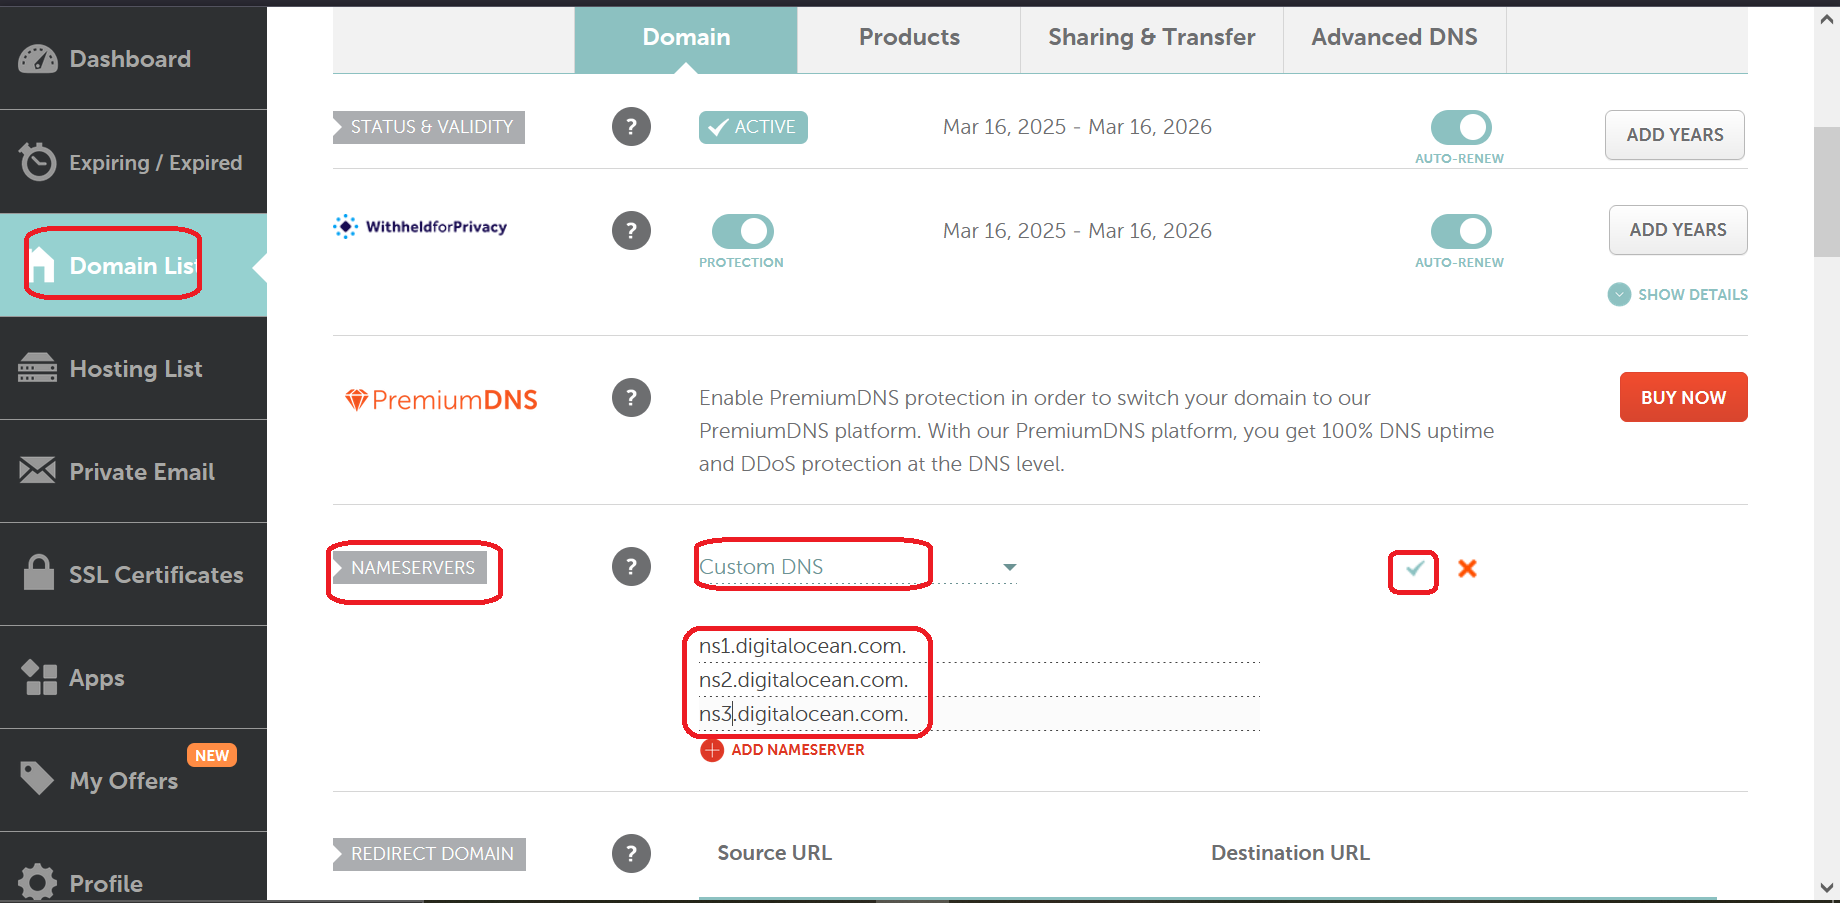 Dashboard
Expiring / Expired
Domain List
Hosting List
Private Email
SSL Certificates
Apps
NEW
My Offers
Profile
Domain
Products
Sharing & Transfer
Advanced DNS
STATUS & VALIDITY
?
ACTIVE
Mar 16, 2025 - Mar 16, 2026
AUTO-RENEW
ADD YEARS
WithheldforPrivacy
?
PROTECTION
Mar 16, 2025 - Mar 16, 2026
AUTO-RENEW
ADD YEARS
SHOW DETAILS
PremiumDNS
?
Enable PremiumDNS protection in order to switch your domain to our
PremiumDNS platform. With our PremiumDNS platform, you get 100% DNS uptime
and DDoS protection at the DNS level.
BUY NOW
NAMESERVERS
?
Custom DNS
ns1.digitalocean.com.
ns2.digitalocean.com.
ns3.digitalocean.com.
ADD NAMESERVER
REDIRECT DOMAIN
?
Source URL
Destination URL